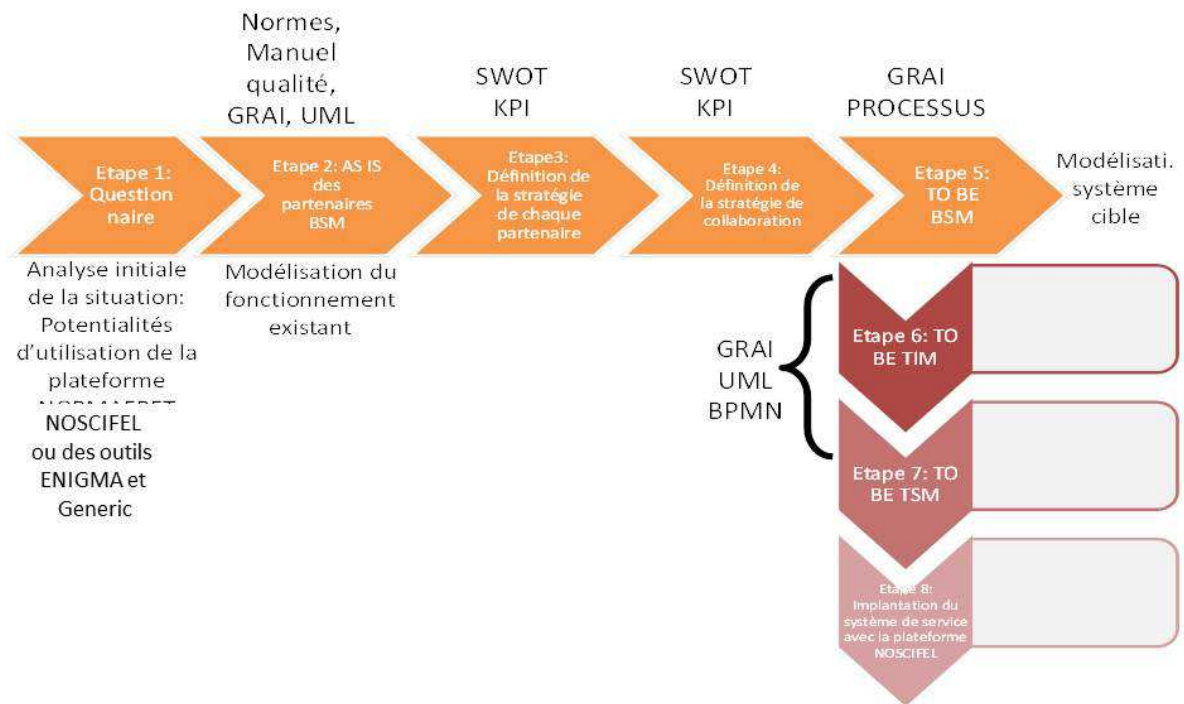 Normes,
Manuel
qualité,
GRAI, UML
SWOT
KPI
SWOT
KPI
GRAI
PROCESSUS
Etape 1:
Question
naire
Etape 2: AS IS
des
partenaires
BSM
Etape3:
Définition de
la stratégie
de chaque
partenaire
Etape 4:
Définition de
la stratégie de
collaboration
Etape 5:
TO BE
BSM
Modélisati.
système
cible
Analyse initiale
de la situation:
Potentialités
d'utilisation de la
plateforme
NOSCIFEL
ou des outils
ENIGMA et
Generic
Modélisation du
fonctionnement
existant
GRAI
UML
BPMN
Etape 6: TO
BE TIM
Etape 7: TO
BE TSM
Etape 8:
Implantation du
système de service
avec la plateforme
NOSCIFEL